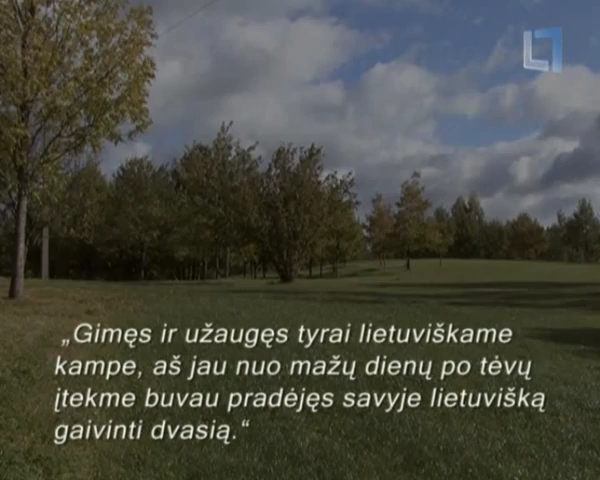 „Gimęs ir užaugęs tyrai lietuviškame
kampe, aš jau nuo mažų dienų po tėvų
įtekme buvau pradėjęs savyje lietuvišką
gaivinti dvasią.“